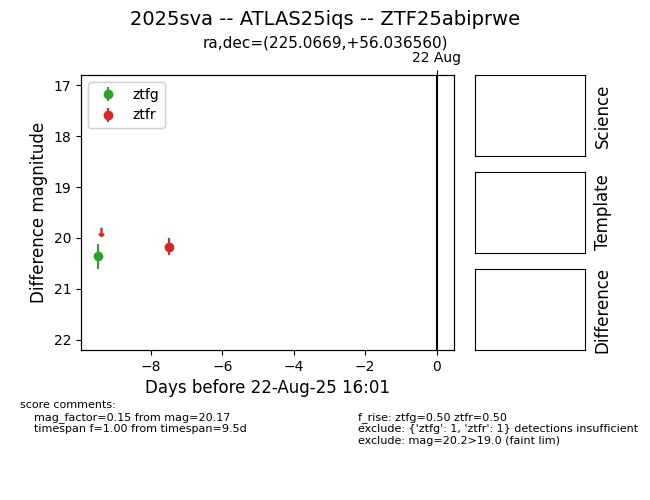 2025sva -- ATLAS25iqs -- ZTF25abiprwe
ra,dec=(225.0669,+56.036560)
22 Aug
ztfg
ztfr
17
18
19
20
21
22
Difference magnitude
−8
−6
−4
−2
0
Days before 22-Aug-25 16:01
Science
Template
Difference
score comments:
mag_factor=0.15 from mag=20.17
timespan f=1.00 from timespan=9.5d
f_rise: ztfg=0.50 ztfr=0.50
exclude: {'ztfg': 1, 'ztfr': 1} detections insufficient
exclude: mag=20.2>19.0 (faint lim)